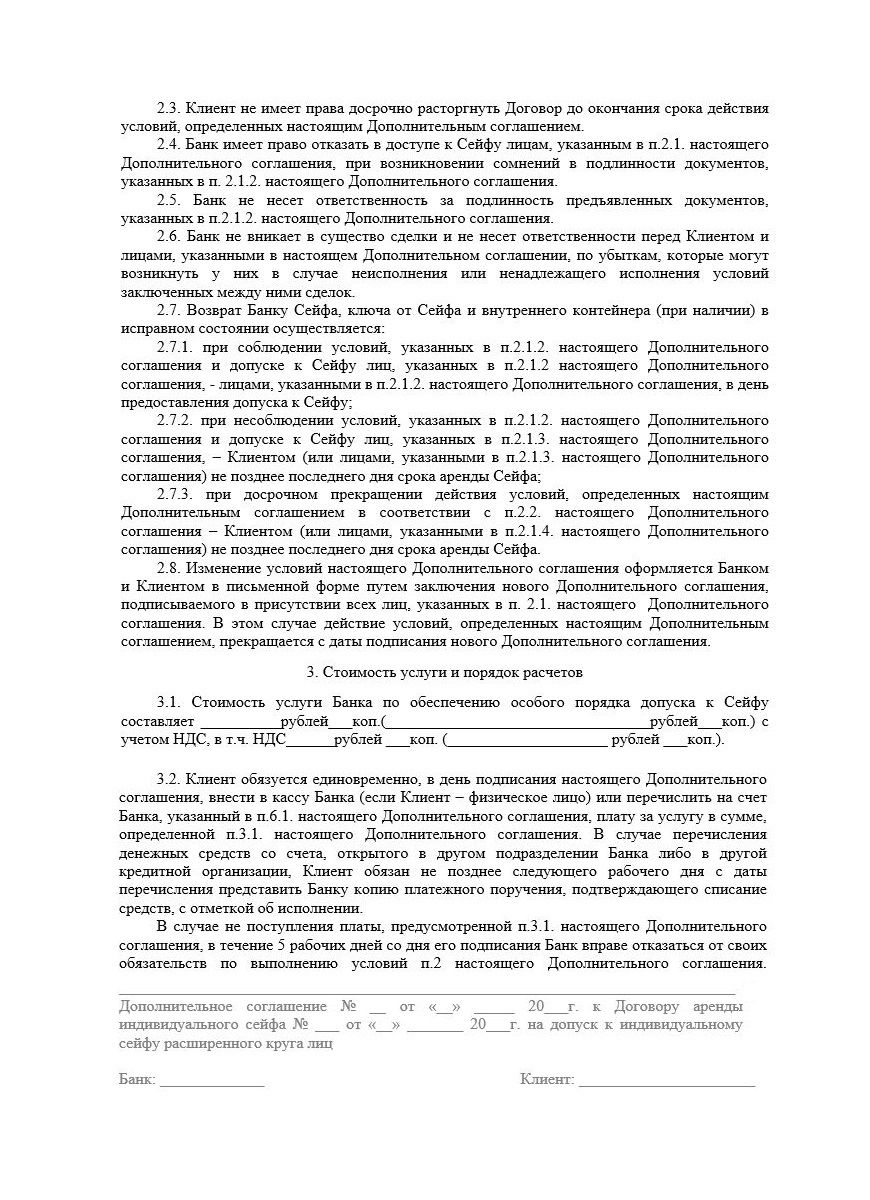 2.3. Клиент не имеет права досрочно расторгнуть Договор до окончания срока действия
условий, определенных настоящим Дополнительным соглашением.
2.4. Банк имеет право отказать в доступе к Сейфу лицам, указанным в п.2.1. настоящего
Дополнительного соглашения, при возникновении сомнений в подлинности документов,
указанных в п. 2.1.2. настоящего Дополнительного соглашения.
2.5. Банк не несет ответственность за подлинность предъявленных документов,
указанных в п.2.1.2. настоящего Дополнительного соглашения.
2.6. Банк не вникает в существо сделки и не несет ответственности перед Клиентом и
лицами, указанными в настоящем Дополнительном соглашении, по убыткам, которые могут
возникнуть у них в случае неисполнения или ненадлежащего исполнения условий
заключенных между ними сделок.
2.7. Возврат Банку Сейфа, ключа от Сейфа и внутреннего контейнера (при наличии) в
исправном состоянии осуществляется:
2.7.1. при соблюдении условий, указанных в п.2.1.2. настоящего Дополнительного
соглашения и допуске к Сейфу лиц, указанных в п.2.1.2 настоящего Дополнительного
соглашения, - лицами, указанными в п.2.1.2. настоящего Дополнительного соглашения, в день
предоставления допуска к Сейфу;
2.7.2. при несоблюдении условий, указанных в п.2.1.2. настоящего Дополнительного
соглашения и допуске к Сейфу лиц, указанных в п.2.1.3. настоящего Дополнительного
соглашения, – Клиентом (или лицами, указанными в п.2.1.3. настоящего Дополнительного
соглашения) не позднее последнего дня срока аренды Сейфа;
2.7.3. при досрочном прекращении действия условий, определенных настоящим
Дополнительным соглашением в соответствии с п.2.2. настоящего Дополнительного
соглашения – Клиентом (или лицами, указанными в п.2.1.4. настоящего Дополнительного
соглашения) не позднее последнего дня срока аренды Сейфа.
2.8. Изменение условий настоящего Дополнительного соглашения оформляется Банком
и Клиентом в письменной форме путем заключения нового Дополнительного соглашения,
подписываемого в присутствии всех лиц, указанных в п. 2.1. настоящего Дополнительного
соглашения. В этом случае действие условий, определенных настоящим Дополнительным
соглашением, прекращается с даты подписания нового Дополнительного соглашения.
3. Стоимость услуги и порядок расчетов
3.1. Стоимость услуги Банка по обеспечению особого порядка допуска к Сейфу
составляет __________рублей___коп.(_________________________________рублей___коп.) с
учетом НДС, в т.ч. НДС______рублей ___коп. (____________________ рублей ___коп.).
3.2. Клиент обязуется единовременно, в день подписания настоящего Дополнительного
соглашения, внести в кассу Банка (если Клиент – физическое лицо) или перечислить на счет
Банка, указанный в п.6.1. настоящего Дополнительного соглашения, плату за услугу в сумме,
определенной п.3.1. настоящего Дополнительного соглашения. В случае перечисления
денежных средств со счета, открытого в другом подразделении Банка либо в другой
кредитной организации, Клиент обязан не позднее следующего рабочего дня с даты
перечисления представить Банку копию платежного поручения, подтверждающего списание
средств, с отметкой об исполнении.
В случае не поступления платы, предусмотренной п.3.1. настоящего Дополнительного
соглашения, в течение 5 рабочих дней со дня его подписания Банк вправе отказаться от своих
обязательств по выполнению условий п.2 настоящего Дополнительного соглашения.
Дополнительное соглашение № __ от «__» _____ 20___г. к Договору аренды
индивидуального сейфа № ___ от «__» _______ 20___г. на допуск к индивидуальному
сейфу расширенного круга лиц
Банк: _____________ Клиент: ______________________